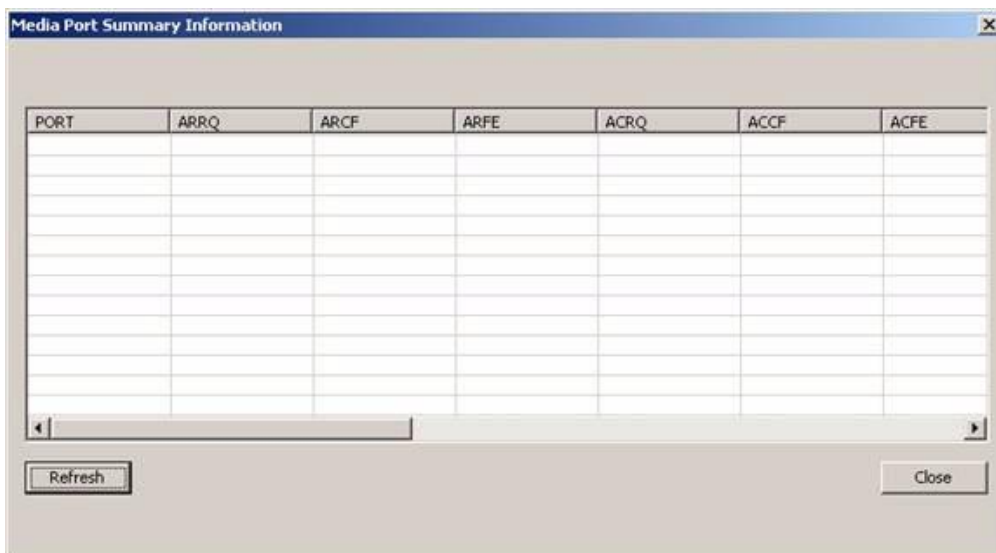 Media Port Summary Information
PORT ARRQ ARCF ARFE ACRQ ACCF ACFE
Refresh Close